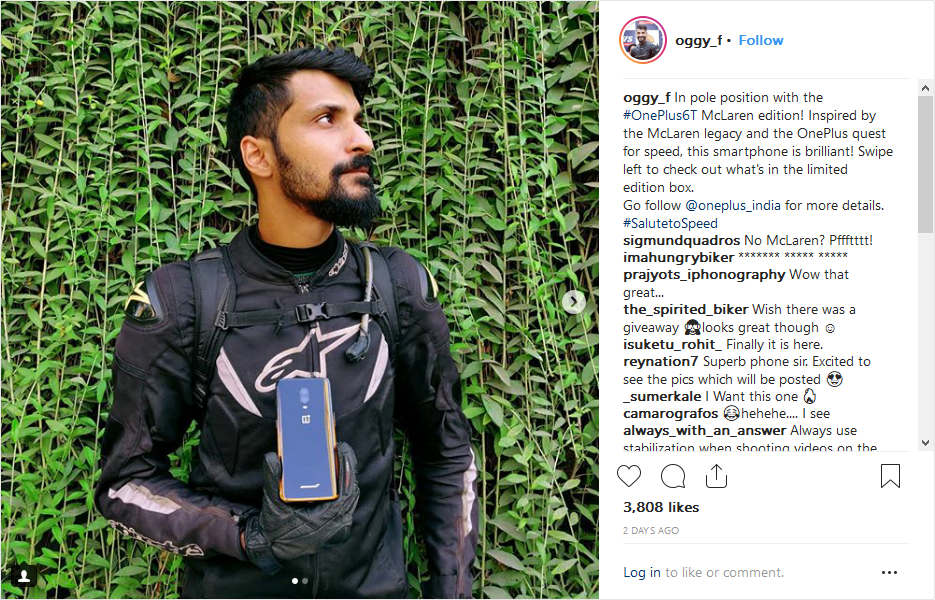 oggy_f • Follow
oggy_f In pole position with the
#OnePlus6T McLaren edition! Inspired by
the McLaren legacy and the OnePlus quest
for speed, this smartphone is brilliant! Swipe
left to check out what's in the limited
edition box.
Go follow @oneplus_india for more details.
#SalutetoSpeed
sigmundquadros No McLaren? Pffftttt!
imahungrybiker ******* ***** *****
prajyots_iphonography Wow that
great...
the_spirited_biker Wish there was a
giveaway looks great though ☺
isuketu_rohit_ Finally it is here.
reynation7 Superb phone sir. Excited to
see the pics which will be posted 😍
_sumerkale I Want this one
camarografos 😂hehehe.... I see
always_with_an_answer Always use
stabilization when shooting videos on the
3,808 likes
2 DAYS AGO
Log in to like or comment.